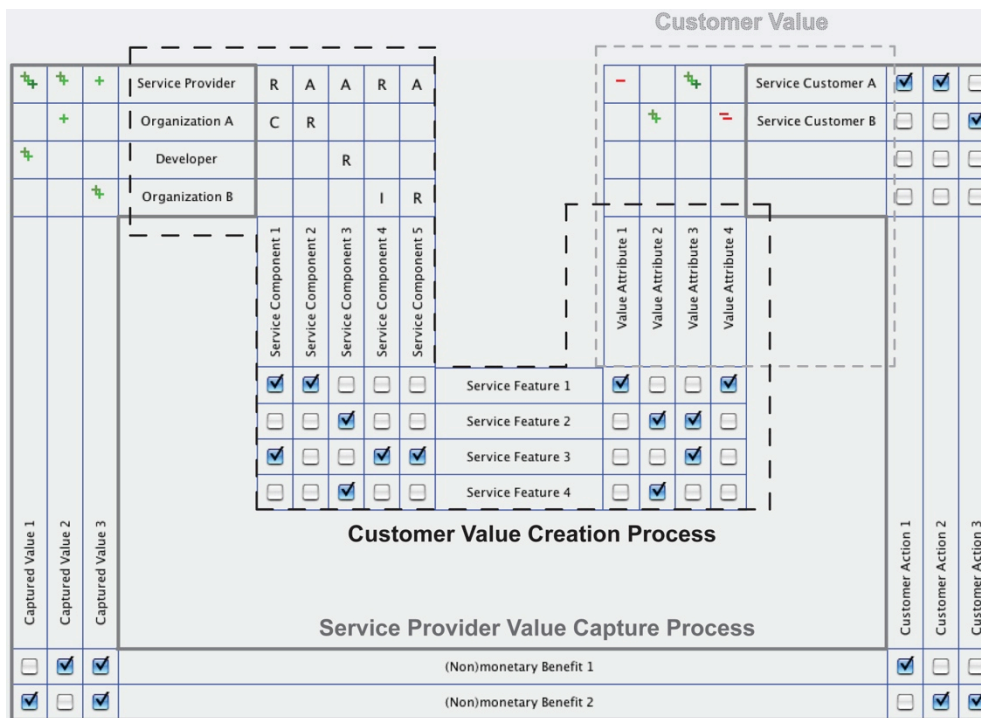 Customer Value
Service Provider R A A R A Service Customer A
Organization A C R Service Customer B
Developer R
Organization B I R
Service Component 1
Service Component 2
Service Component 3
Service Component 4
Service Component 5
Value Attribute 1
Value Attribute 2
Value Attribute 3
Value Attribute 4
Service Feature 1
Service Feature 2
Service Feature 3
Service Feature 4
Customer Value Creation Process
Captured Value 1
Captured Value 2
Captured Value 3
Customer Action 1
Customer Action 2
Customer Action 3
Service Provider Value Capture Process
(Non)monetary Benefit 1
(Non)monetary Benefit 2